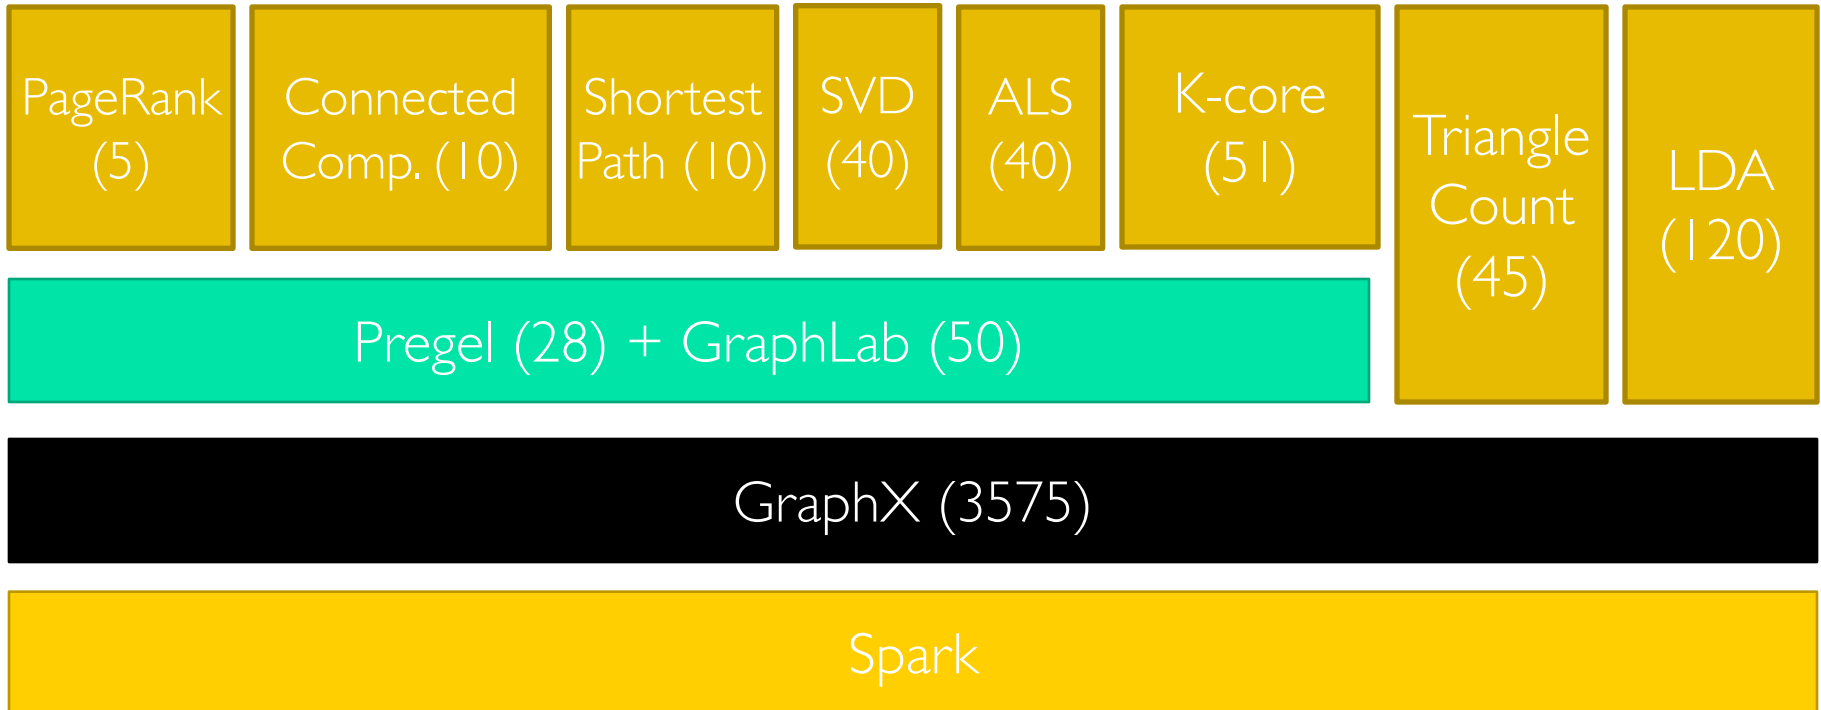 PageRank
(5)
Connected
Comp. (10)
Shortest
Path (10)
SVD
(40)
ALS
(40)
K-core
(51)
Triangle
Count
(45)
LDA
(120)
Pregel (28) + GraphLab (50)
GraphX (3575)
Spark